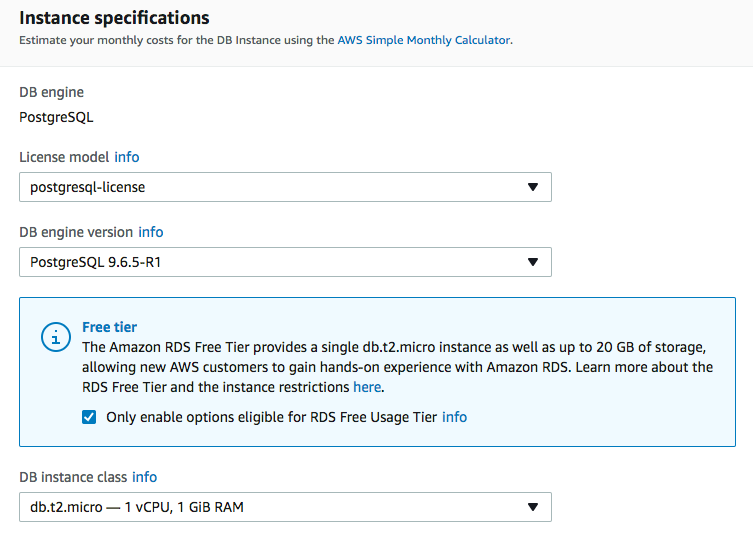 Instance specifications
Estimate your monthly costs for the DB Instance using the AWS Simple Monthly Calculator.
DB engine
PostgreSQL
License model info
postgresql-license
DB engine version info
PostgreSQL 9.6.5-R1
Free tier
The Amazon RDS Free Tier provides a single db.t2.micro instance as well as up to 20 GB of storage,
allowing new AWS customers to gain hands-on experience with Amazon RDS. Learn more about the
RDS Free Tier and the instance restrictions here.
Only enable options eligible for RDS Free Usage Tier info
DB instance class info
db.t2.micro — 1 vCPU, 1 GiB RAM